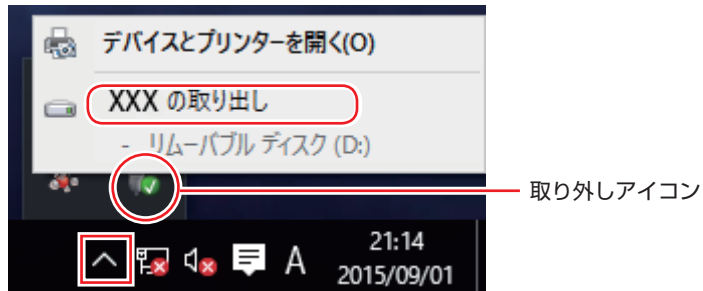 デバイスとプリンターを開く(O)
XXX の取り出し
- リムーバブル ディスク (D:)
取り外しアイコン
A
21:14
2015/09/01